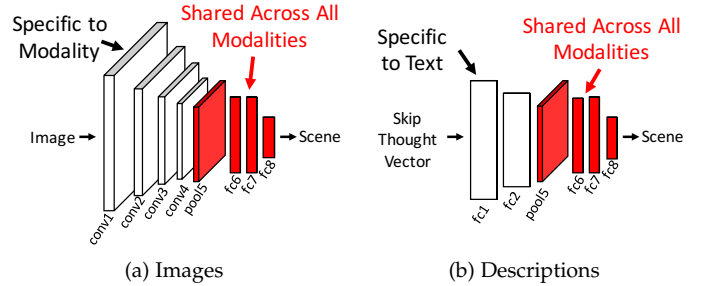 Specific to
Modality
Shared Across All
Modalities
Image
Scene
conv1
conv2
conv3
conv4
pool5
fc6
fc7
fc8
(a) Images
Specific
to Text
Shared Across All
Modalities
Skip
Thought
Vector
Scene
fc1
fc2
pool5
fc6
fc7
fc8
(b) Descriptions